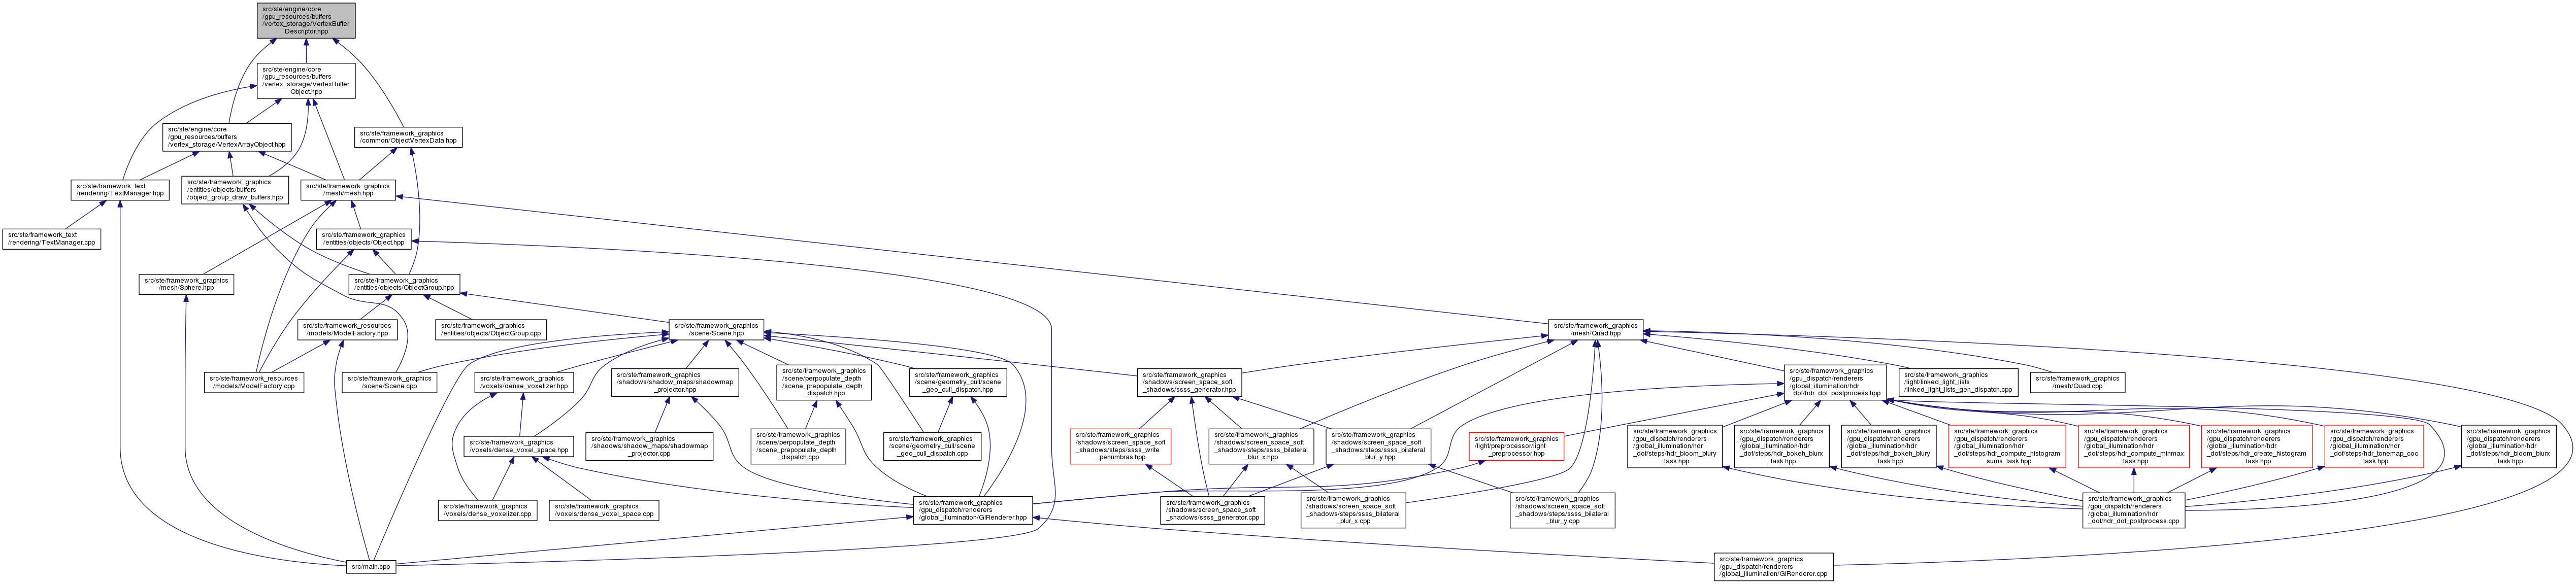 src/ste/engine/core
/gpu_resources/buffers
/vertex_storage/VertexBuffer
Descriptor.hpp
src/ste/engine/core
/gpu_resources/buffers
/vertex_storage/VertexBuffer
Object.hpp
src/ste/engine/core
/gpu_resources/buffers
/vertex_storage/VertexArrayObject.hpp
src/ste/framework_graphics
/common/ObjectVertexData.hpp
src/ste/framework_text
/rendering/TextManager.hpp
src/ste/framework_graphics
/entities/objects/buffers
/object_group_draw_buffers.hpp
src/ste/framework_graphics
/mesh/mesh.hpp
src/ste/framework_text
/rendering/TextManager.cpp
src/ste/framework_graphics
/entities/objects/Object.hpp
src/ste/framework_graphics
/mesh/Sphere.hpp
src/ste/framework_graphics
/entities/objects/ObjectGroup.hpp
src/ste/framework_resources
/models/ModelFactory.hpp
src/ste/framework_graphics
/entities/objects/ObjectGroup.cpp
src/ste/framework_graphics
/scene/Scene.hpp
src/ste/framework_graphics
/mesh/Quad.hpp
src/ste/framework_resources
/models/ModelFactory.cpp
src/ste/framework_graphics
/scene/Scene.cpp
src/ste/framework_graphics
/voxels/dense_voxelizer.hpp
src/ste/framework_graphics
/shadows/shadow_maps/shadowmap
_projector.hpp
src/ste/framework_graphics
/scene/perpopulate_depth
/scene_prepopulate_depth
_dispatch.hpp
src/ste/framework_graphics
/scene/geometry_cull/scene
_geo_cull_dispatch.hpp
src/ste/framework_graphics
/shadows/screen_space_soft
_shadows/ssss_generator.hpp
src/ste/framework_graphics
/gpu_dispatch/renderers
/global_illumination/hdr
_dof/hdr_dof_postprocess.hpp
src/ste/framework_graphics
/light/linked_light_lists
/linked_light_lists_gen_dispatch.cpp
src/ste/framework_graphics
/mesh/Quad.cpp
src/ste/framework_graphics
/voxels/dense_voxel_space.hpp
src/ste/framework_graphics
/shadows/shadow_maps/shadowmap
_projector.cpp
src/ste/framework_graphics
/scene/perpopulate_depth
/scene_prepopulate_depth
_dispatch.cpp
src/ste/framework_graphics
/scene/geometry_cull/scene
_geo_cull_dispatch.cpp
src/ste/framework_graphics
/shadows/screen_space_soft
_shadows/steps/ssss_write
_penumbras.hpp
src/ste/framework_graphics
/shadows/screen_space_soft
_shadows/steps/ssss_bilateral
_blur_x.hpp
src/ste/framework_graphics
/shadows/screen_space_soft
_shadows/steps/ssss_bilateral
_blur_y.hpp
src/ste/framework_graphics
/light/preprocessor/light
_preprocessor.hpp
src/ste/framework_graphics
/gpu_dispatch/renderers
/global_illumination/hdr
_dof/steps/hdr_bloom_blury
_task.hpp
src/ste/framework_graphics
/gpu_dispatch/renderers
/global_illumination/hdr
_dof/steps/hdr_bokeh_blurx
_task.hpp
src/ste/framework_graphics
/gpu_dispatch/renderers
/global_illumination/hdr
_dof/steps/hdr_bokeh_blury
_task.hpp
src/ste/framework_graphics
/gpu_dispatch/renderers
/global_illumination/hdr
_dof/steps/hdr_compute_histogram
_sums_task.hpp
src/ste/framework_graphics
/gpu_dispatch/renderers
/global_illumination/hdr
_dof/steps/hdr_compute_minmax
_task.hpp
src/ste/framework_graphics
/gpu_dispatch/renderers
/global_illumination/hdr
_dof/steps/hdr_create_histogram
_task.hpp
src/ste/framework_graphics
/gpu_dispatch/renderers
/global_illumination/hdr
_dof/steps/hdr_tonemap_coc
_task.hpp
src/ste/framework_graphics
/gpu_dispatch/renderers
/global_illumination/hdr
_dof/steps/hdr_bloom_blurx
_task.hpp
src/ste/framework_graphics
/voxels/dense_voxelizer.cpp
src/ste/framework_graphics
/voxels/dense_voxel_space.cpp
src/ste/framework_graphics
/gpu_dispatch/renderers
/global_illumination/GIRenderer.hpp
src/ste/framework_graphics
/shadows/screen_space_soft
_shadows/ssss_generator.cpp
src/ste/framework_graphics
/shadows/screen_space_soft
_shadows/steps/ssss_bilateral
_blur_x.cpp
src/ste/framework_graphics
/shadows/screen_space_soft
_shadows/steps/ssss_bilateral
_blur_y.cpp
src/ste/framework_graphics
/gpu_dispatch/renderers
/global_illumination/hdr
_dof/hdr_dof_postprocess.cpp
src/main.cpp
src/ste/framework_graphics
/gpu_dispatch/renderers
/global_illumination/GIRenderer.cpp